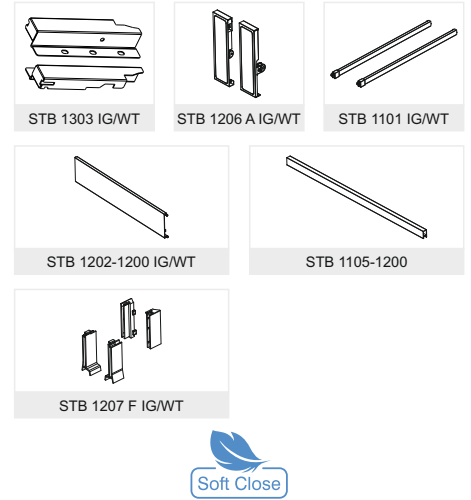 STB 1303 IG/WT
STB 1206 A IG/WT
STB 1101 IG/WT
STB 1202-1200 IG/WT
STB 1105-1200
STB 1207 F IG/WT
Soft Close